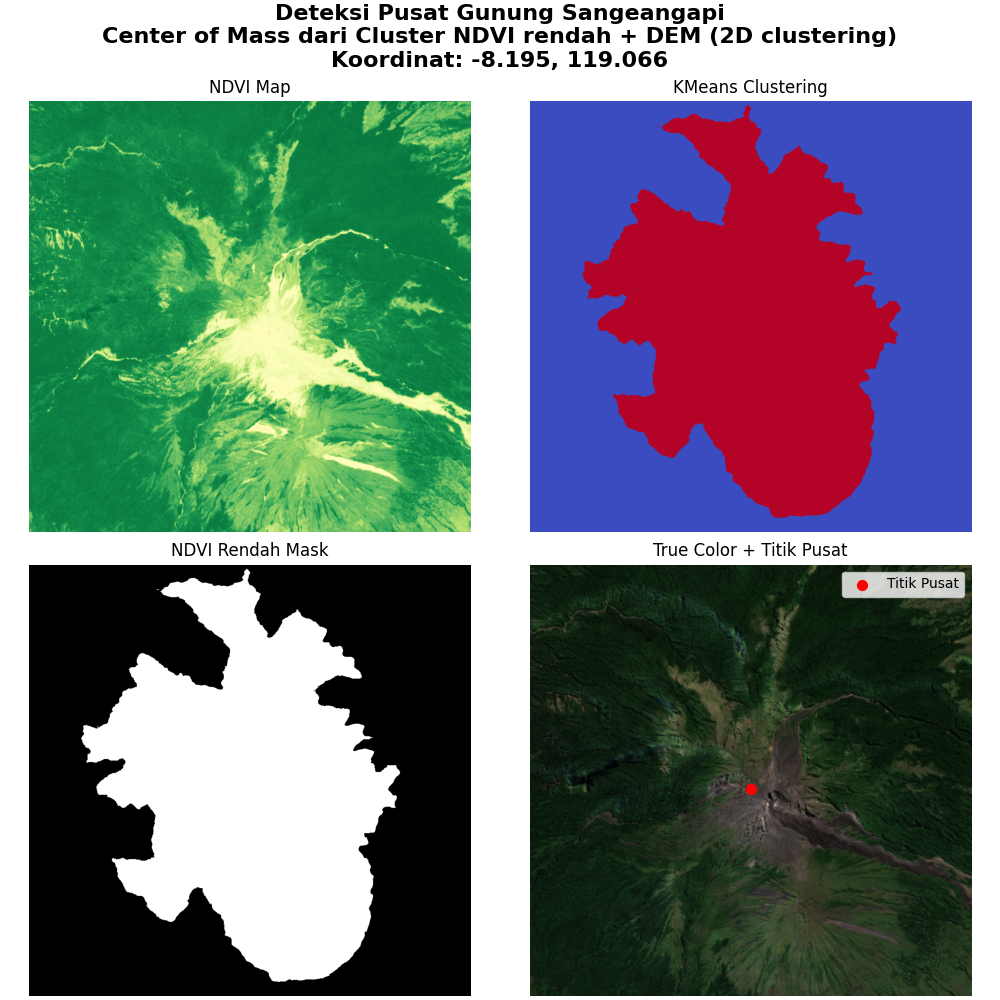 Deteksi Pusat Gunung Sangeangapi
Center of Mass dari Cluster NDVI rendah + DEM (2D clustering)
Koordinat: -8.195, 119.066
NDVI Map
KMeans Clustering
NDVI Rendah Mask
True Color + Titik Pusat
Titik Pusat